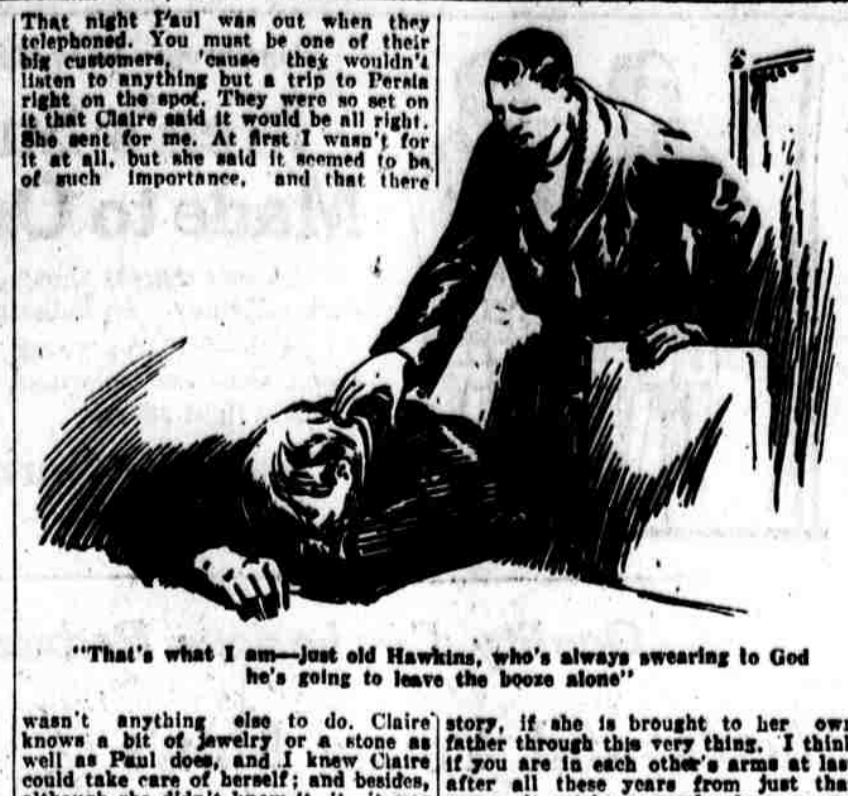 That night Paul was out when they
telephoned. You must be one of their
big customers, 'cause they wouldn't
listen to anything but a trip to Persia
right on the spot. They were so set on
it that Claire said it would be all right.
She sent for me. At first I wasn't for
it at all, but she said it seemed to be
of such importance, and that there
"That's what I am—just old Hawkins, who's always swearing to God
he's going to leave the booze alone"
wasn't anything else to do. Claire
knows a bit of jewelry or a stone as
well as Paul does, and I knew Claire
could take care of herself; and besides,
although she didn't know it, it
story, if she is brought to her own
father through this very thing. I think
if you are in each other's arms at last
after all these years from just that